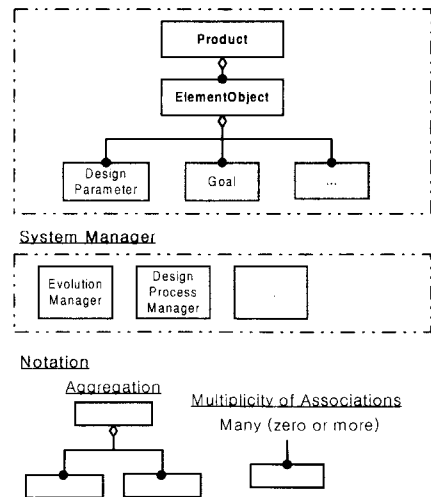 Product
ElementObject
Design
Parameter
Goal
...
System Manager
Evolution
Manager
Design
Process
Manager
Notation
Aggregation
Multiplicity of Associations
Many (zero or more)